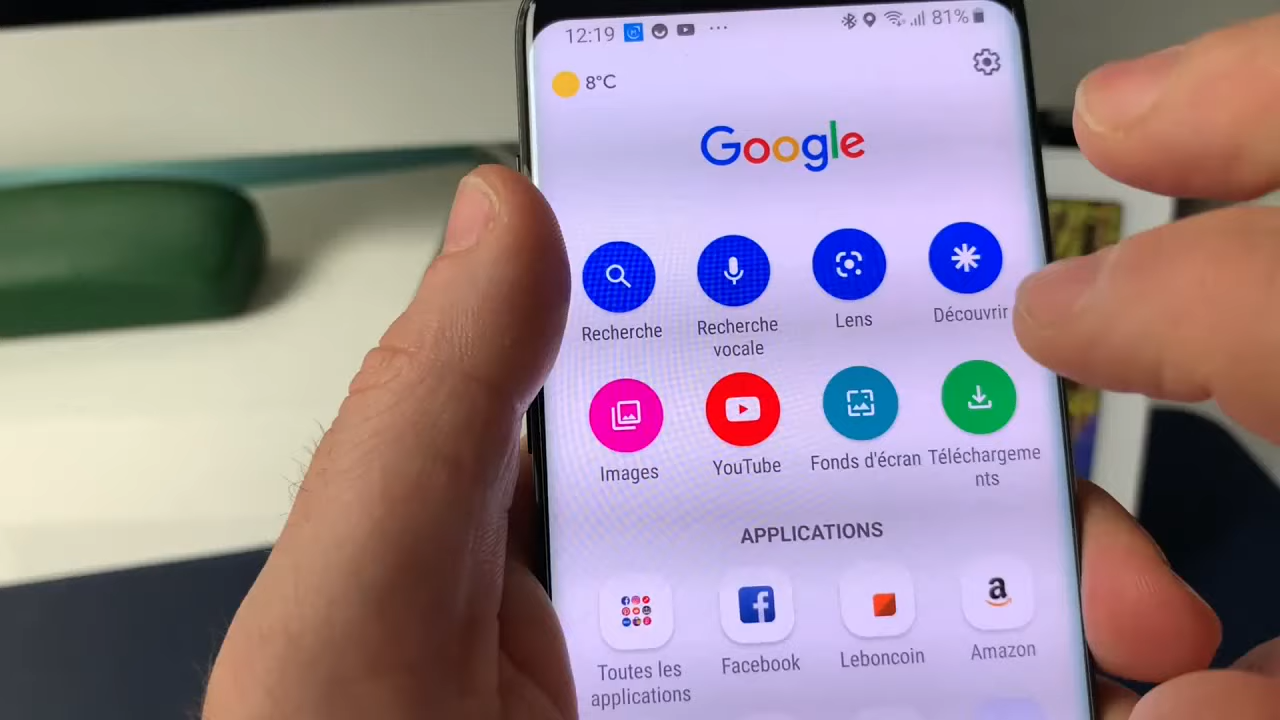 12:19 81%
8°C
Google
Recherche
Recherche
vocale
Lens
Découvrir
Images
YouTube
Fonds d'écran
Téléchargeme
nts
APPLICATIONS
Toutes les
applications
Facebook
Leboncoin
Amazon